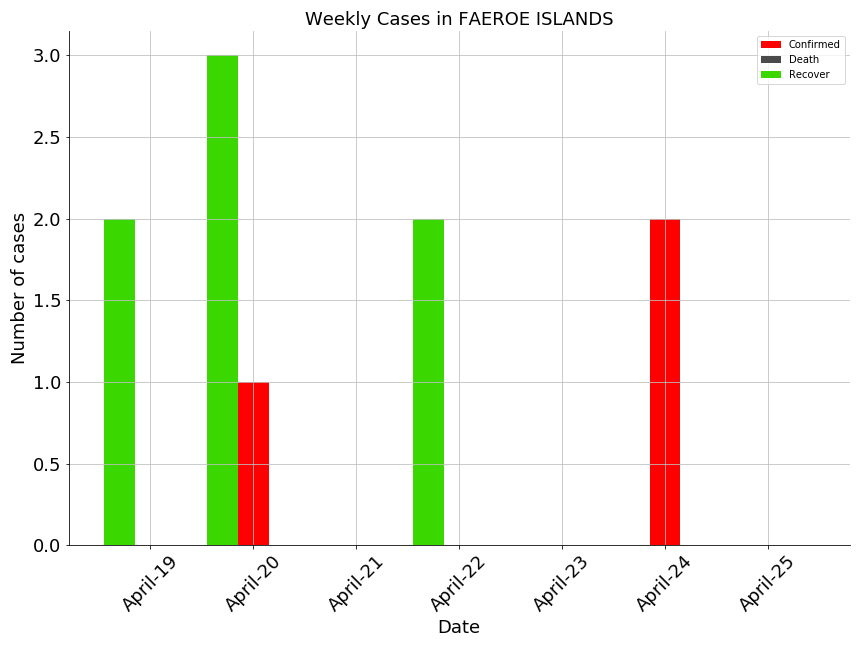 Weekly Cases in FAEROE ISLANDS
Confirmed
Death
Recover
3.0
2.5
2.0
1.5
1.0
0.5
0.0
Number of cases
April-19
April-20
April-21
April-22
April-23
April-24
April-25
Date